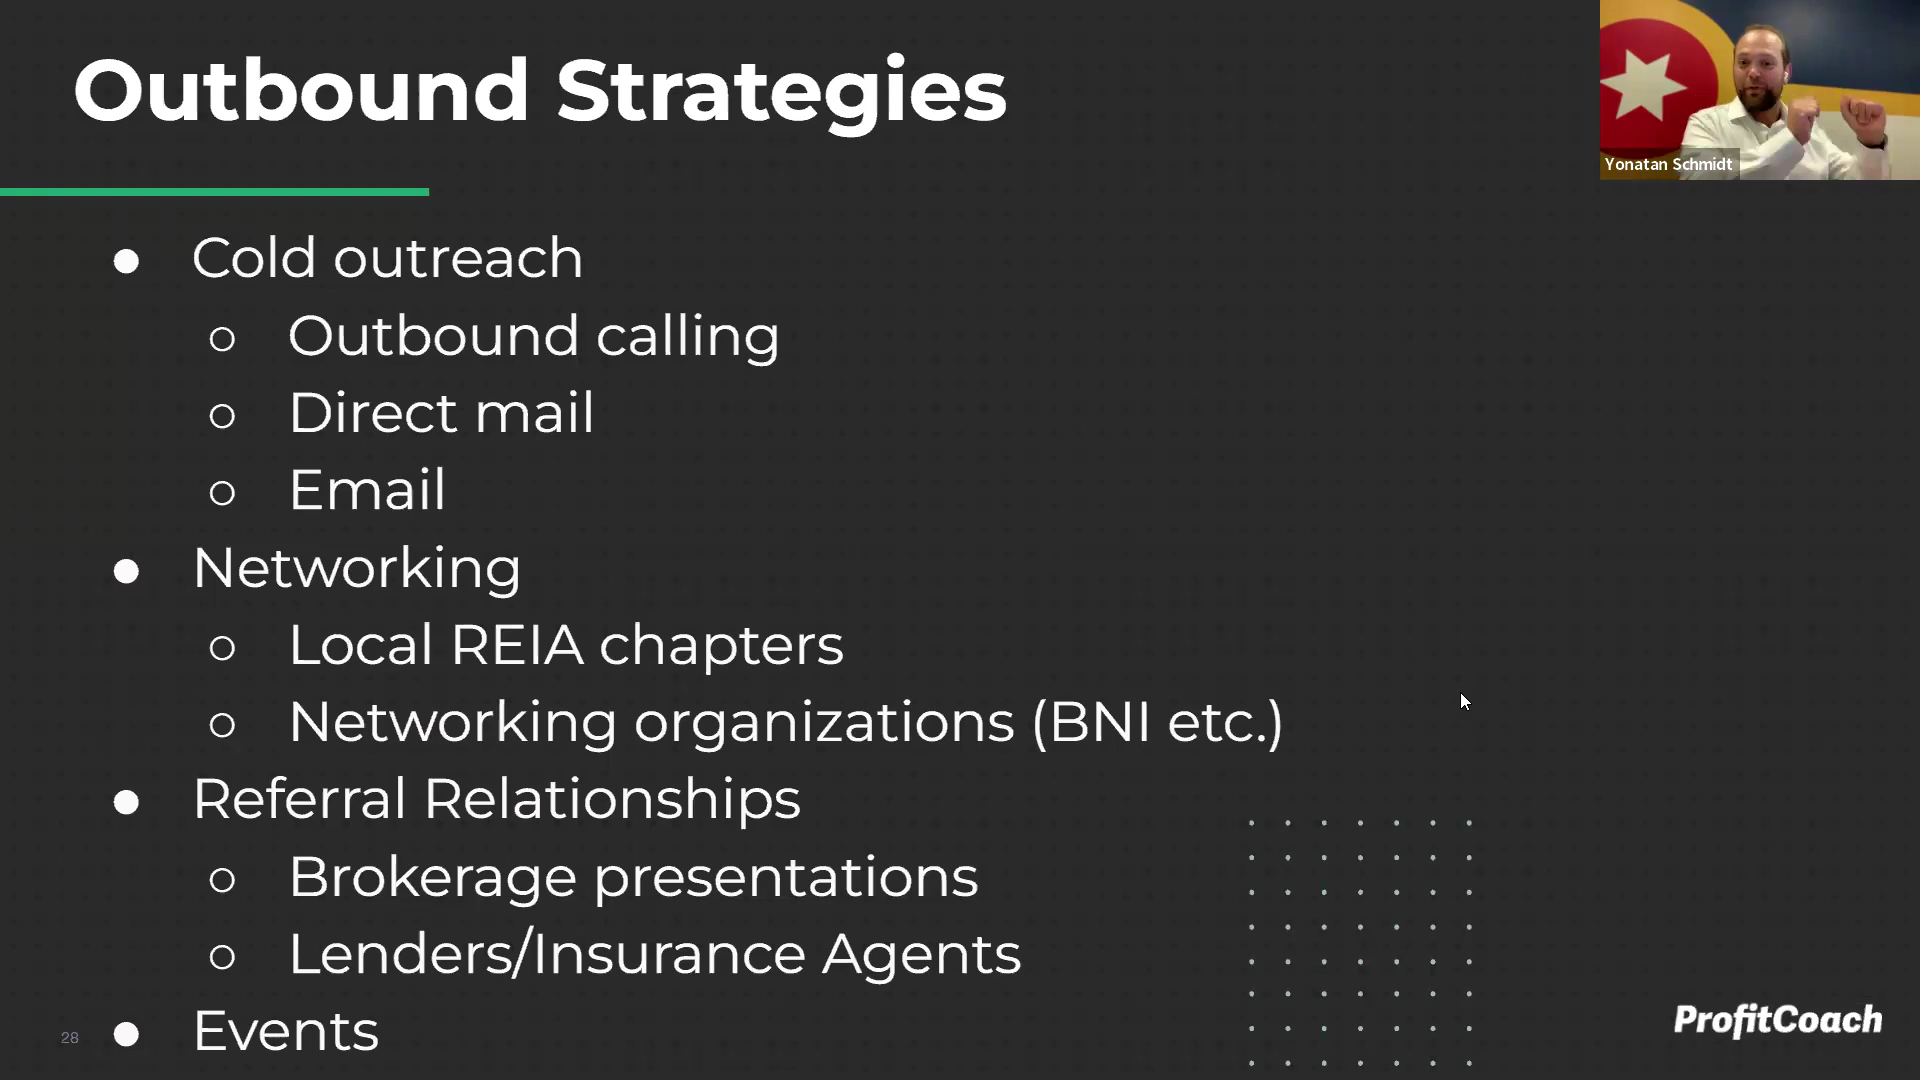 Outbound Strategies
Yonatan Schmidt
● Cold outreach
○ Outbound calling
○ Direct mail
○ Email
● Networking
○ Local REIA chapters
○ Networking organizations (BNI etc.)
● Referral Relationships
○ Brokerage presentations
○ Lenders/Insurance Agents
● Events
28
ProfitCoach